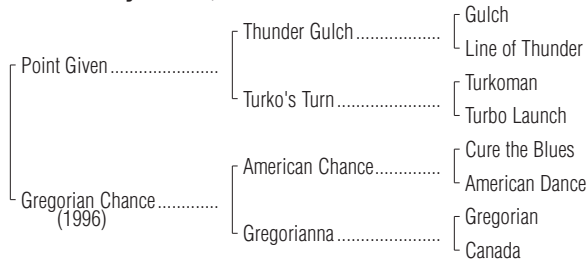 Gulch
Thunder Gulch....................
Line of Thunder
Point Given.........................
Turkoman
Turko's Turn........................
Turbo Launch
Cure the Blues
American Chance...............
American Dance
Gregorian Chance..............
(1996)
Gregorian
Gregorianna........................
Canada